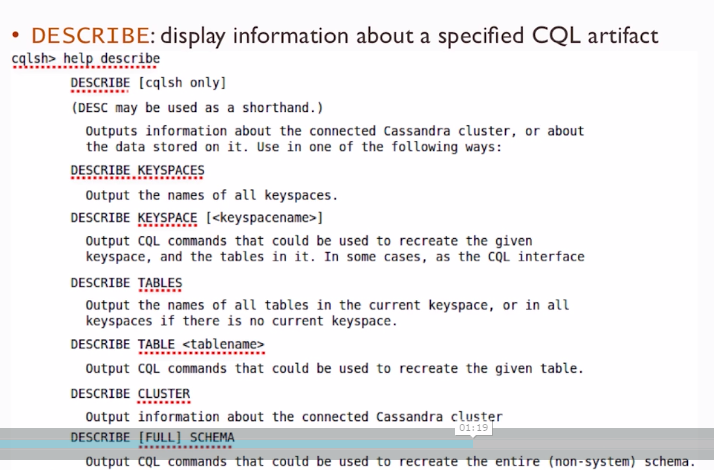 • DESCRIBE: display information about a specified CQL artifact
cqlsh> help describe
DESCRIBE [cqlsh only]
(DESC may be used as a shorthand.)
Outputs information about the connected Cassandra cluster, or about
the data stored on it. Use in one of the following ways:
DESCRIBE KEYSPACES
Output the names of all keyspaces.
DESCRIBE KEYSPACE [<keyspacename>]
Output CQL commands that could be used to recreate the given
keyspace, and the tables in it. In some cases, as the CQL interface
DESCRIBE TABLES
Output the names of all tables in the current keyspace, or in all
keyspaces if there is no current keyspace.
DESCRIBE TABLE <tablename>
Output CQL commands that could be used to recreate the given table.
DESCRIBE CLUSTER
Output information about the connected Cassandra cluster
01:19
DESCRIBE [FULL] SCHEMA
Output CQL commands that could be used to recreate the entire (non-system) schema.